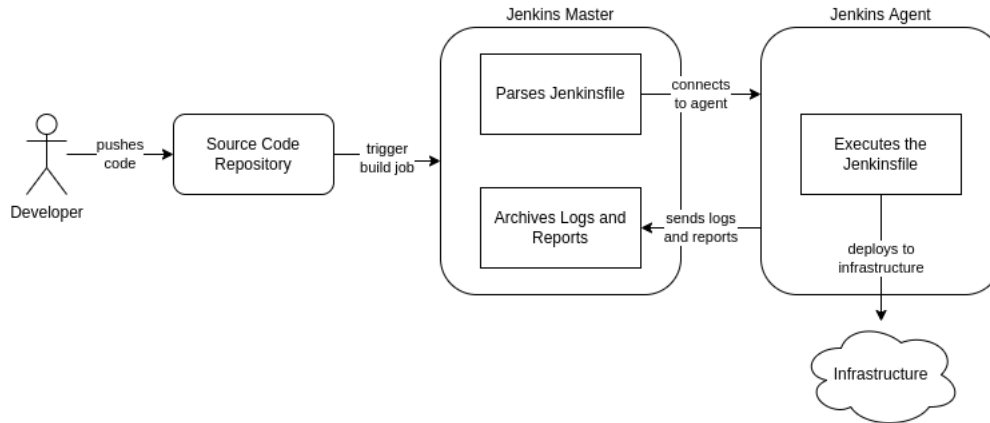 Jenkins Master
Jenkins Agent
Parses Jenkinsfile
connects
to agent
pushes
code
Source Code
Repository
trigger
build job
Executes the
Jenkinsfile
Developer
Archives Logs and
Reports
sends logs
and reports
deploys to
infrastructure
Infrastructure